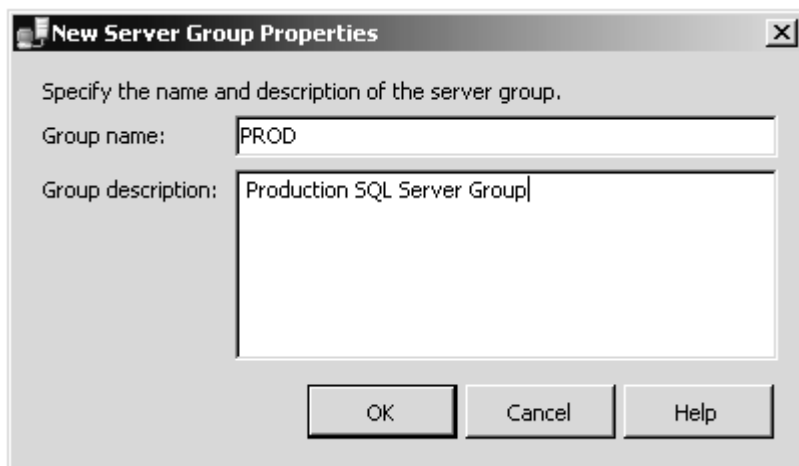 New Server Group Properties
Specify the name and description of the server group.
Group name: PROD
Group description: Production SQL Server Group
OK Cancel Help